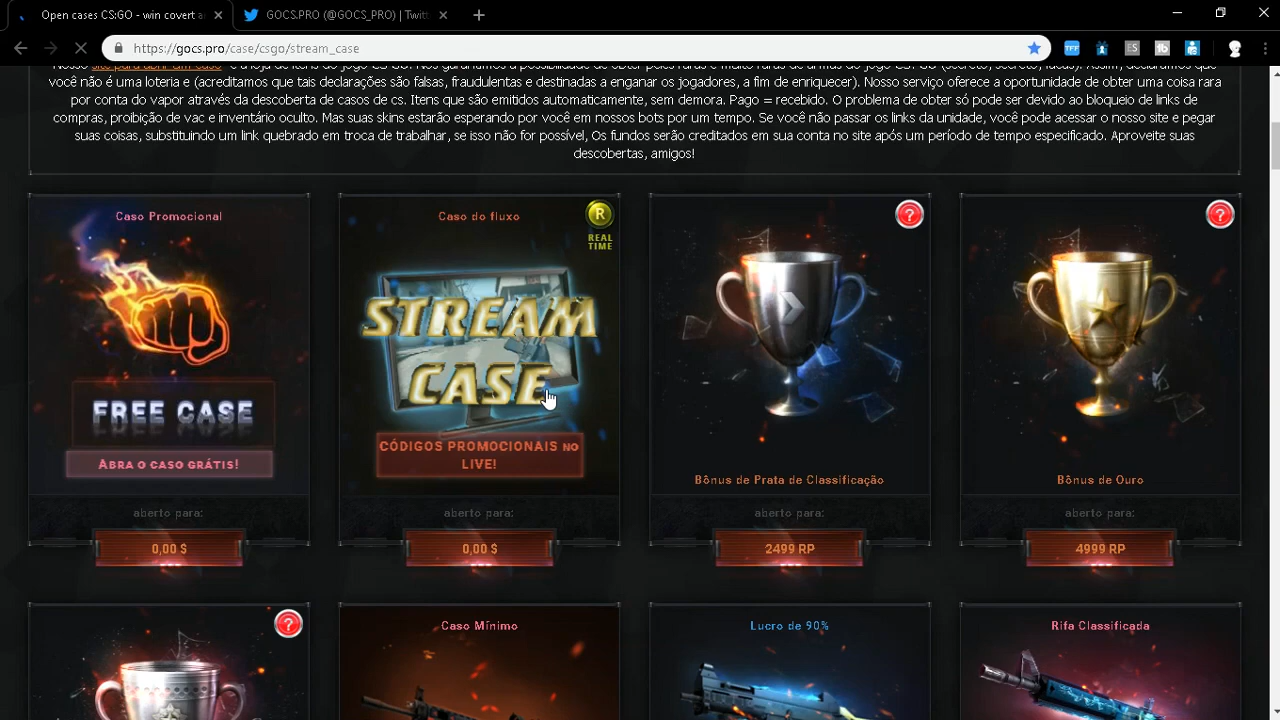 Open cases CS:GO - win covert a
GOCS.PRO (@GOCS_PRO) | Twitt
https://gocs.pro/case/csgo/stream_case
TFP
ES
Nosso site para abrir um caso
você não é uma loteria e (acreditamos que tais declarações são falsas, fraudulentas e destinadas a enganar os jogadores, a fim de enriquecer). Nosso serviço oferece a oportunidade de obter uma coisa rara
por conta do vapor através da descoberta de casos de cs. Itens que são emitidos automaticamente, sem demora. Pago = recebido. O problema de obter só pode ser devido ao bloqueio de links de
compras, proibição de vac e inventário oculto. Mas suas skins estarão esperando por você em nossos bots por um tempo. Se você não passar os links da unidade, você pode acessar o nosso site e pegar
suas coisas, substituindo um link quebrado em troca de trabalhar, se isso não for possível, Os fundos serão creditados em sua conta no site após um período de tempo especificado. Aproveite suas
descobertas, amigos!
Caso Promocional
FREE CASE
Abra o caso grátis!
aberto para:
0,00 $
Caso do fluxo
R
REAL
TIME
STREAM
CASE
CÓDIGOS PROMOCIONAIS NO
LIVE!
aberto para:
0,00 $
?
Bônus de Prata de Classificação
aberto para:
2499 RP
?
Bônus de Ouro
aberto para:
4999 RP
?
Caso Mínimo
Lucro de 90%
Rifa Classificada